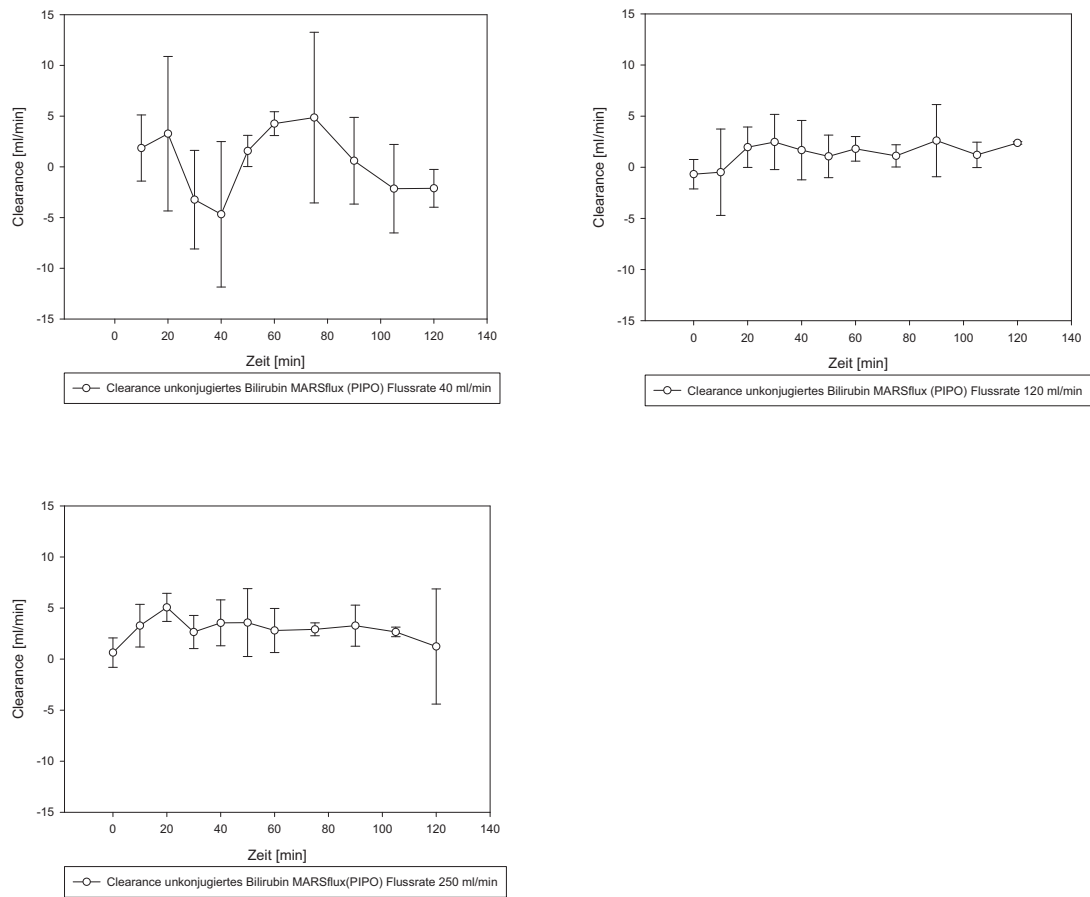 15
10
5
0
-5
-10
-15
Clearance [ml/min]
0 20 40 60 80 100 120 140
Zeit [min]
Clearance unkonjugiertes Bilirubin MARSflux (PIPO) Flussrate 40 ml/min
15
10
5
0
-5
-10
-15
Clearance [ml/min]
0 20 40 60 80 100 120 140
Zeit [min]
Clearance unkonjugiertes Bilirubin MARSflux (PIPO) Flussrate 120 ml/min
15
10
5
0
-5
-10
-15
Clearance [ml/min]
0 20 40 60 80 100 120 140
Zeit [min]
Clearance unkonjugiertes Bilirubin MARSflux(PIPO) Flussrate 250 ml/min